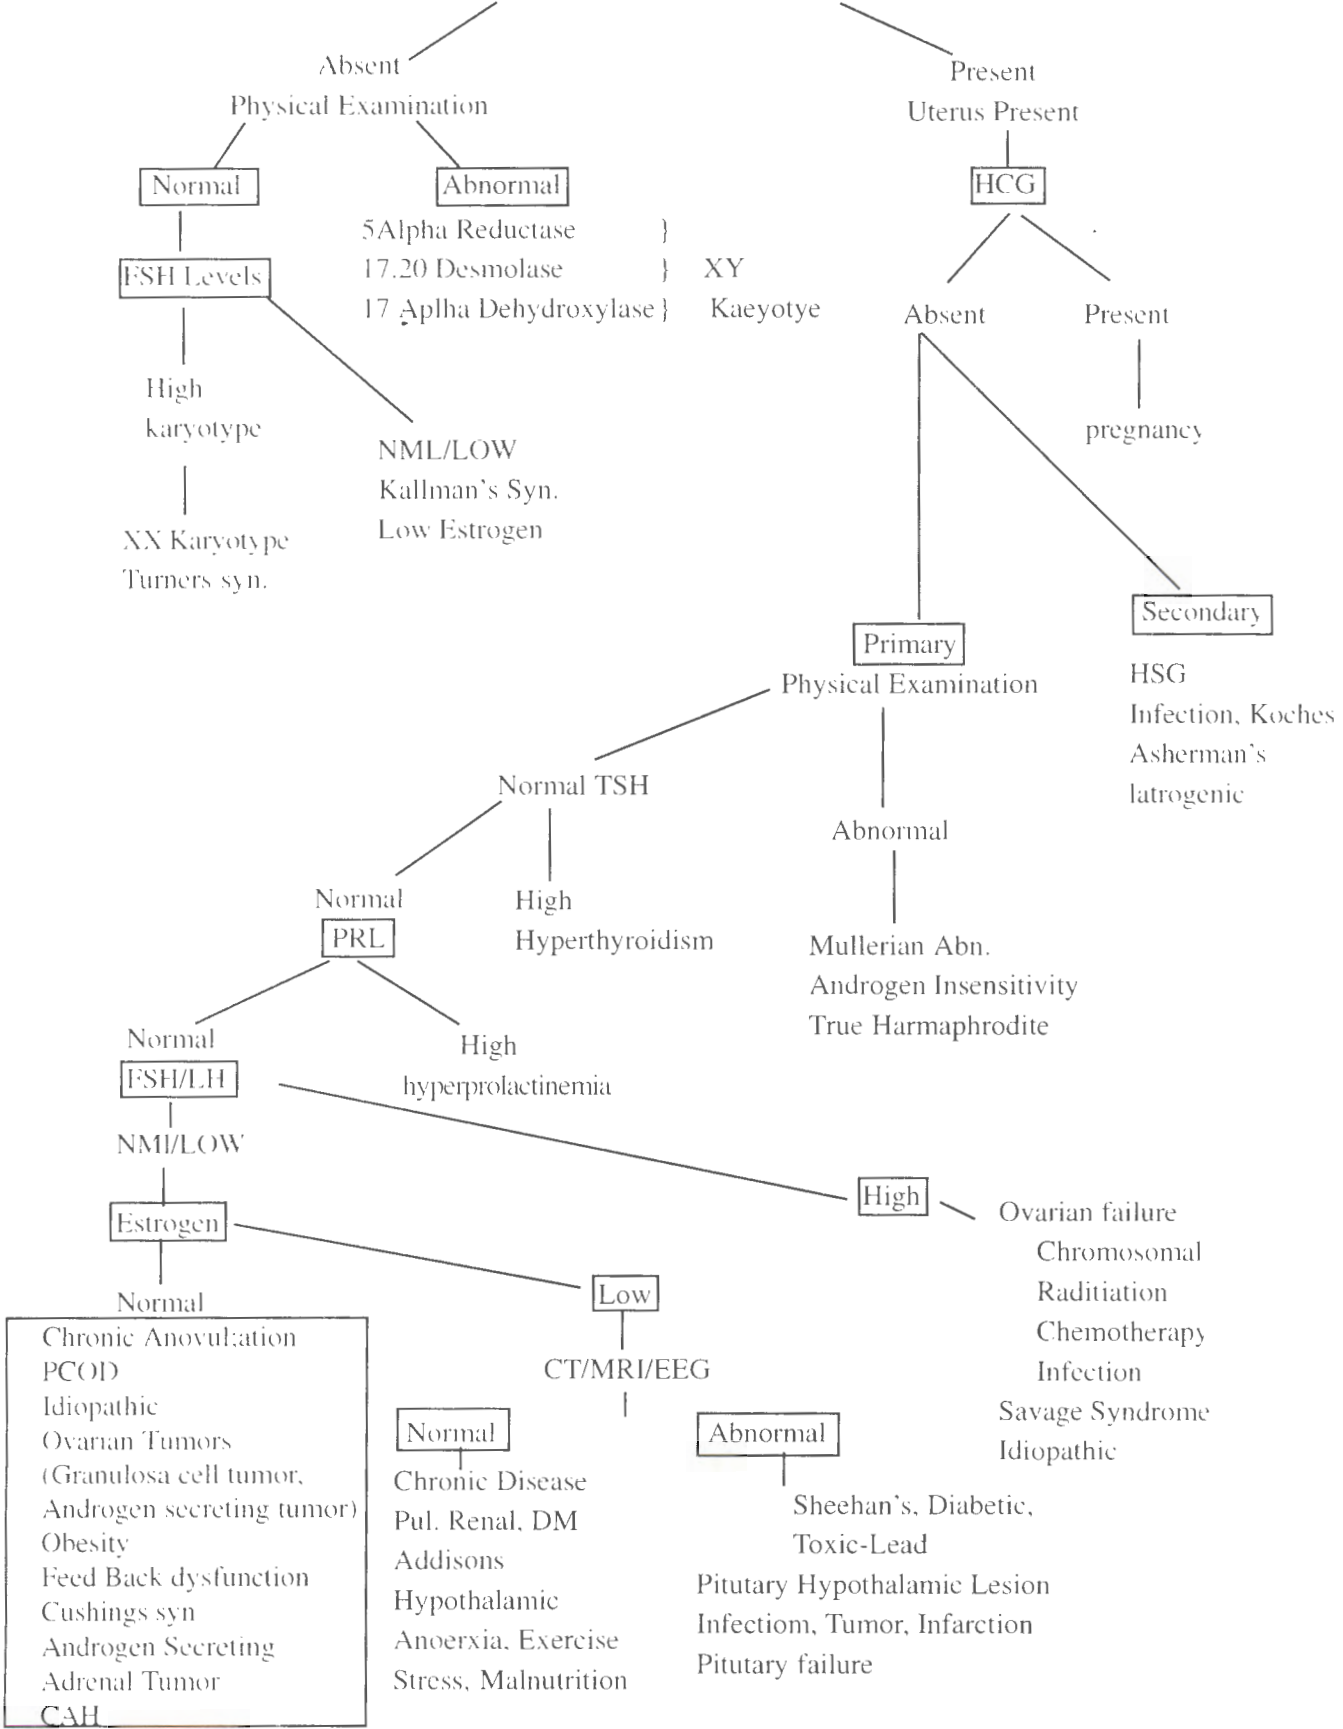 Absent
Physical Examination
Normal
Abnormal
5Alpha Reductase }
17.20 Desmolase } XY
17 Aplha Dehydroxylase} Kaeyotye
FSH Levels
High
karyotype
XX Karyotype
Turners syn.
NML/LOW
Kallman's Syn.
Low Estrogen
Present
Uterus Present
HCG
Absent
Present
pregnancy
Primary
Physical Examination
Secondary
HSG
Infection, Koches
Asherman's
Iatrogenic
Normal TSH
Abnormal
Mullerian Abn.
Androgen Insensitivity
True Harmaphrodite
Normal
PRL
High
Hyperthyroidism
Normal
FSH/LH
High
hyperprolactinemia
NMl/LOW
Estrogen
High
Ovarian failure
Chromosomal
Raditiation
Chemotherapy
Infection
Savage Syndrome
Idiopathic
Normal
Chronic Anovulation
PCOD
Idiopathic
Ovarian Tumors
(Granulosa cell tumor,
Androgen secreting tumor)
Obesity
Feed Back dysfunction
Cushings syn
Androgen Secreting
Adrenal Tumor
CAH
Low
CT/MRI/EEG
Normal
Chronic Disease
Pul. Renal, DM
Addisons
Hypothalamic
Anoerxia, Exercise
Stress, Malnutrition
Abnormal
Sheehan's, Diabetic,
Toxic-Lead
Pitutary Hypothalamic Lesion
Infectiom, Tumor, Infarction
Pitutary failure